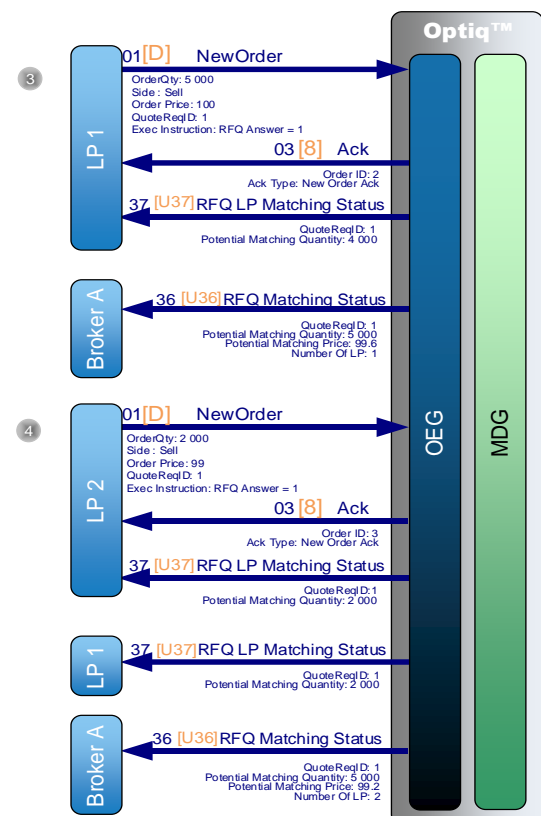 Optiq™
3
LP 1
01[D] NewOrder
OrderQty: 5 000
Side : Sell
Order Price: 100
QuoteReqID: 1
Exec Instruction: RFQ Answer = 1
03 [8] Ack
Order ID: 2
Ack Type: New Order Ack
37 [U37]RFQ LP Matching Status
QuoteReqID: 1
Potential Matching Quantity: 4 000
Broker A
36 [U36]RFQ Matching Status
QuoteReqID: 1
Potential Matching Quantity: 5 000
Potential Matching Price: 99.6
Number Of LP: 1
4
LP 2
01[D] NewOrder
OrderQty: 2 000
Side : Sell
Order Price: 99
QuoteReqID: 1
Exec Instruction: RFQ Answer = 1
03 [8] Ack
Order ID: 3
Ack Type: New Order Ack
37 [U37]RFQ LP Matching Status
QuoteReqID:1
Potential Matching Quantity: 2 000
LP 1
37 [U37]RFQ LP Matching Status
QuoteReqID: 1
Potential Matching Quantity: 2 000
Broker A
36 [U36]RFQ Matching Status
QuoteReqID: 1
Potential Matching Quantity: 5 000
Potential Matching Price: 99.2
Number Of LP: 2
OEG
MDG